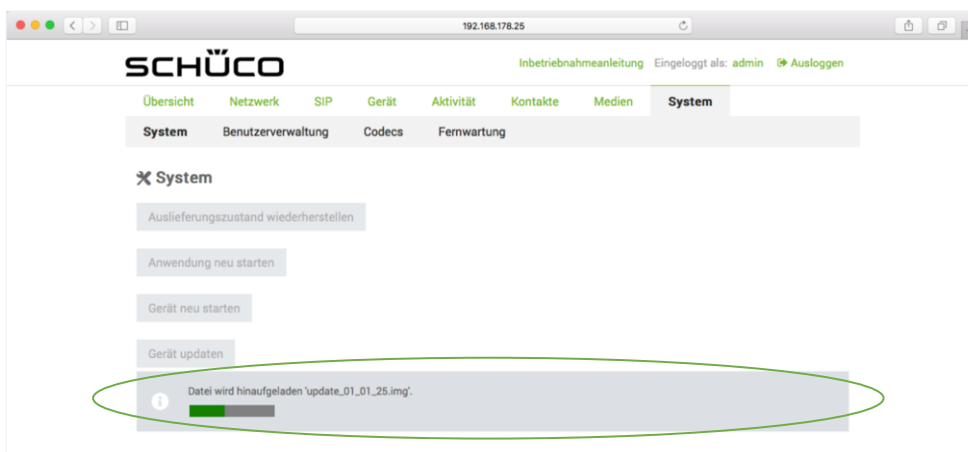 192.168.178.25
SCHÜCO
Inbetriebnahmeanleitung Eingeloggt als: admin Ausloggen
Übersicht Netzwerk SIP Gerät Aktivität Kontakte Medien System
System Benutzerverwaltung Codecs Fernwartung
System
Auslieferungszustand wiederherstellen
Anwendung neu starten
Gerät neu starten
Gerät updaten
Datei wird hinaufgeladen 'update_01_01_25.img'.